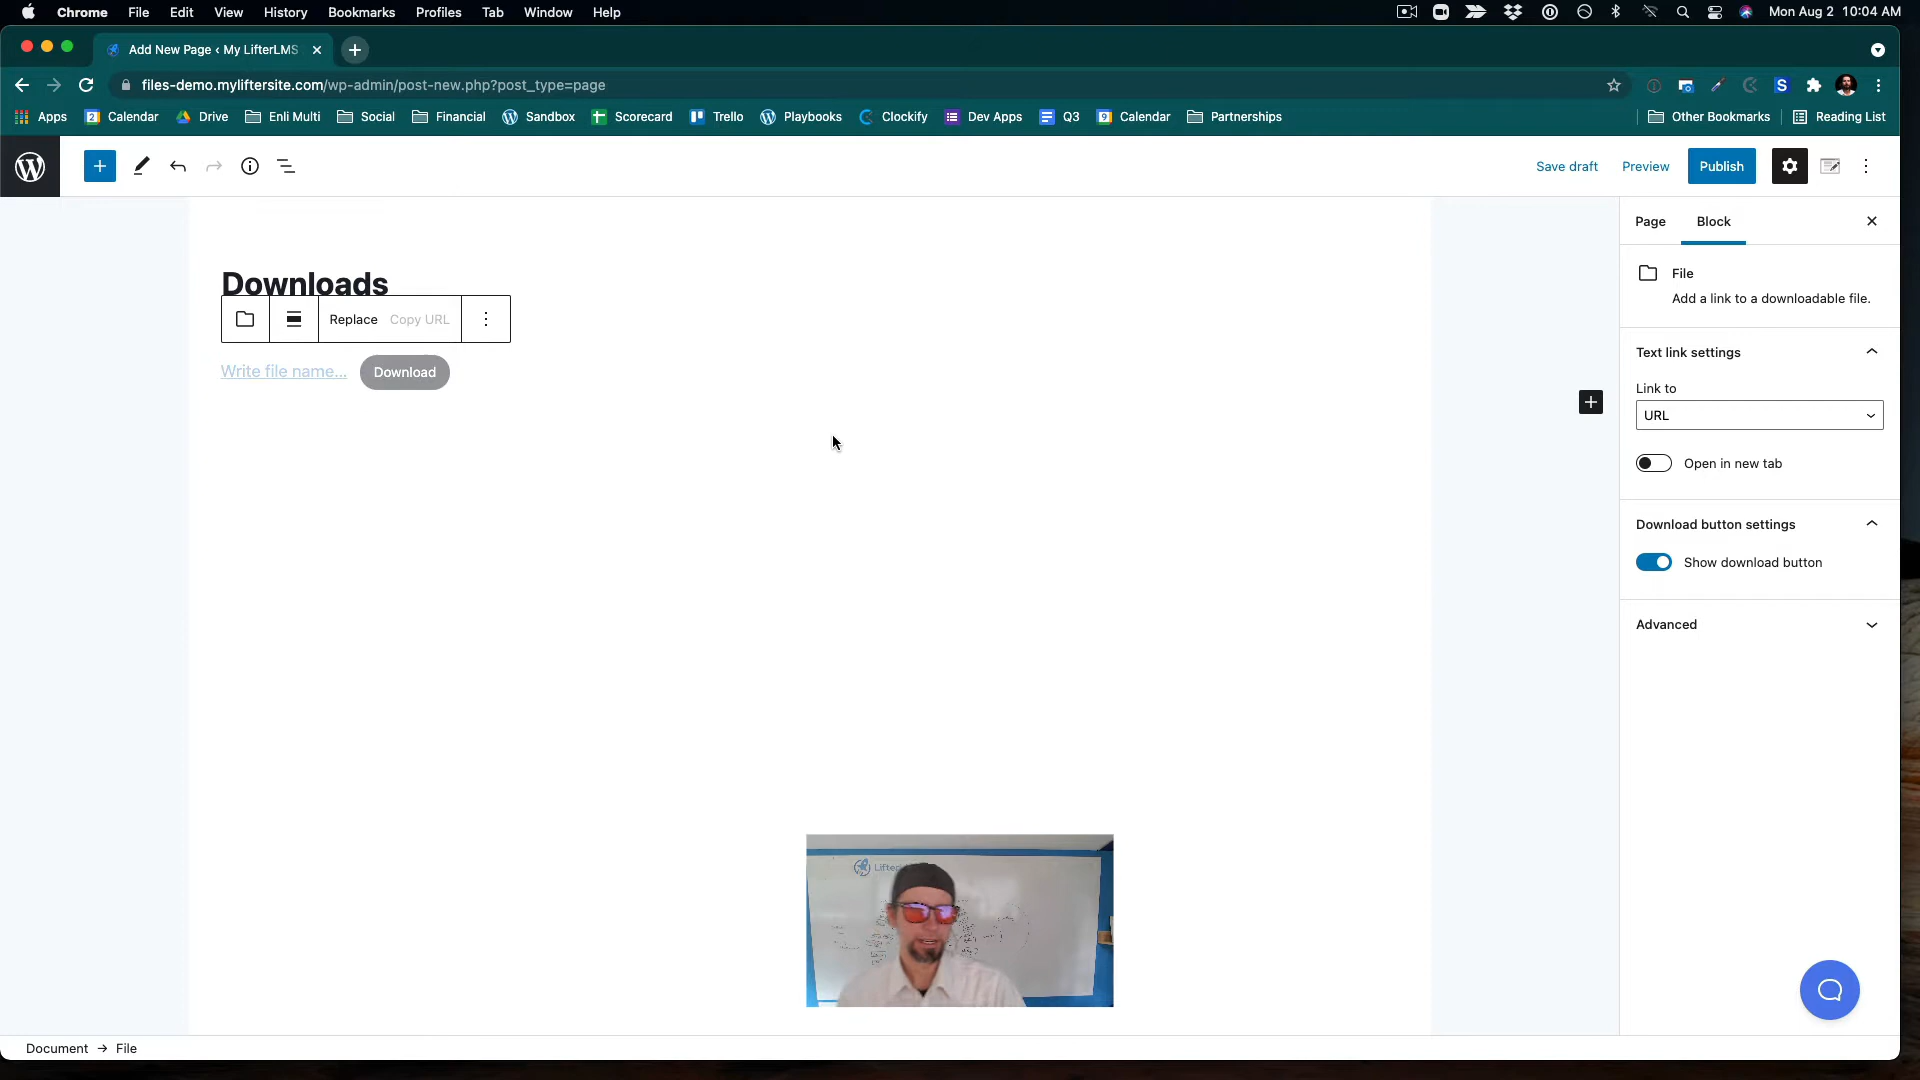 Chrome File Edit View History Bookmarks Profiles Tab Window Help Mon Aug 2 10:04 AM
Add New Page ‹ My LifterLMS
files-demo.myliftersite.com/wp-admin/post-new.php?post_type=page
Apps Calendar Drive Enli Multi Social Financial Sandbox Scorecard Trello Playbooks Clockify Dev Apps Q3 Calendar Partnerships Other Bookmarks Reading List
Save draft Preview Publish
Page Block
Downloads
File
Add a link to a downloadable file.
Replace Copy URL
Text link settings
Write file name... Download
Link to
URL
Open in new tab
Download button settings
Show download button
Advanced
Document → File